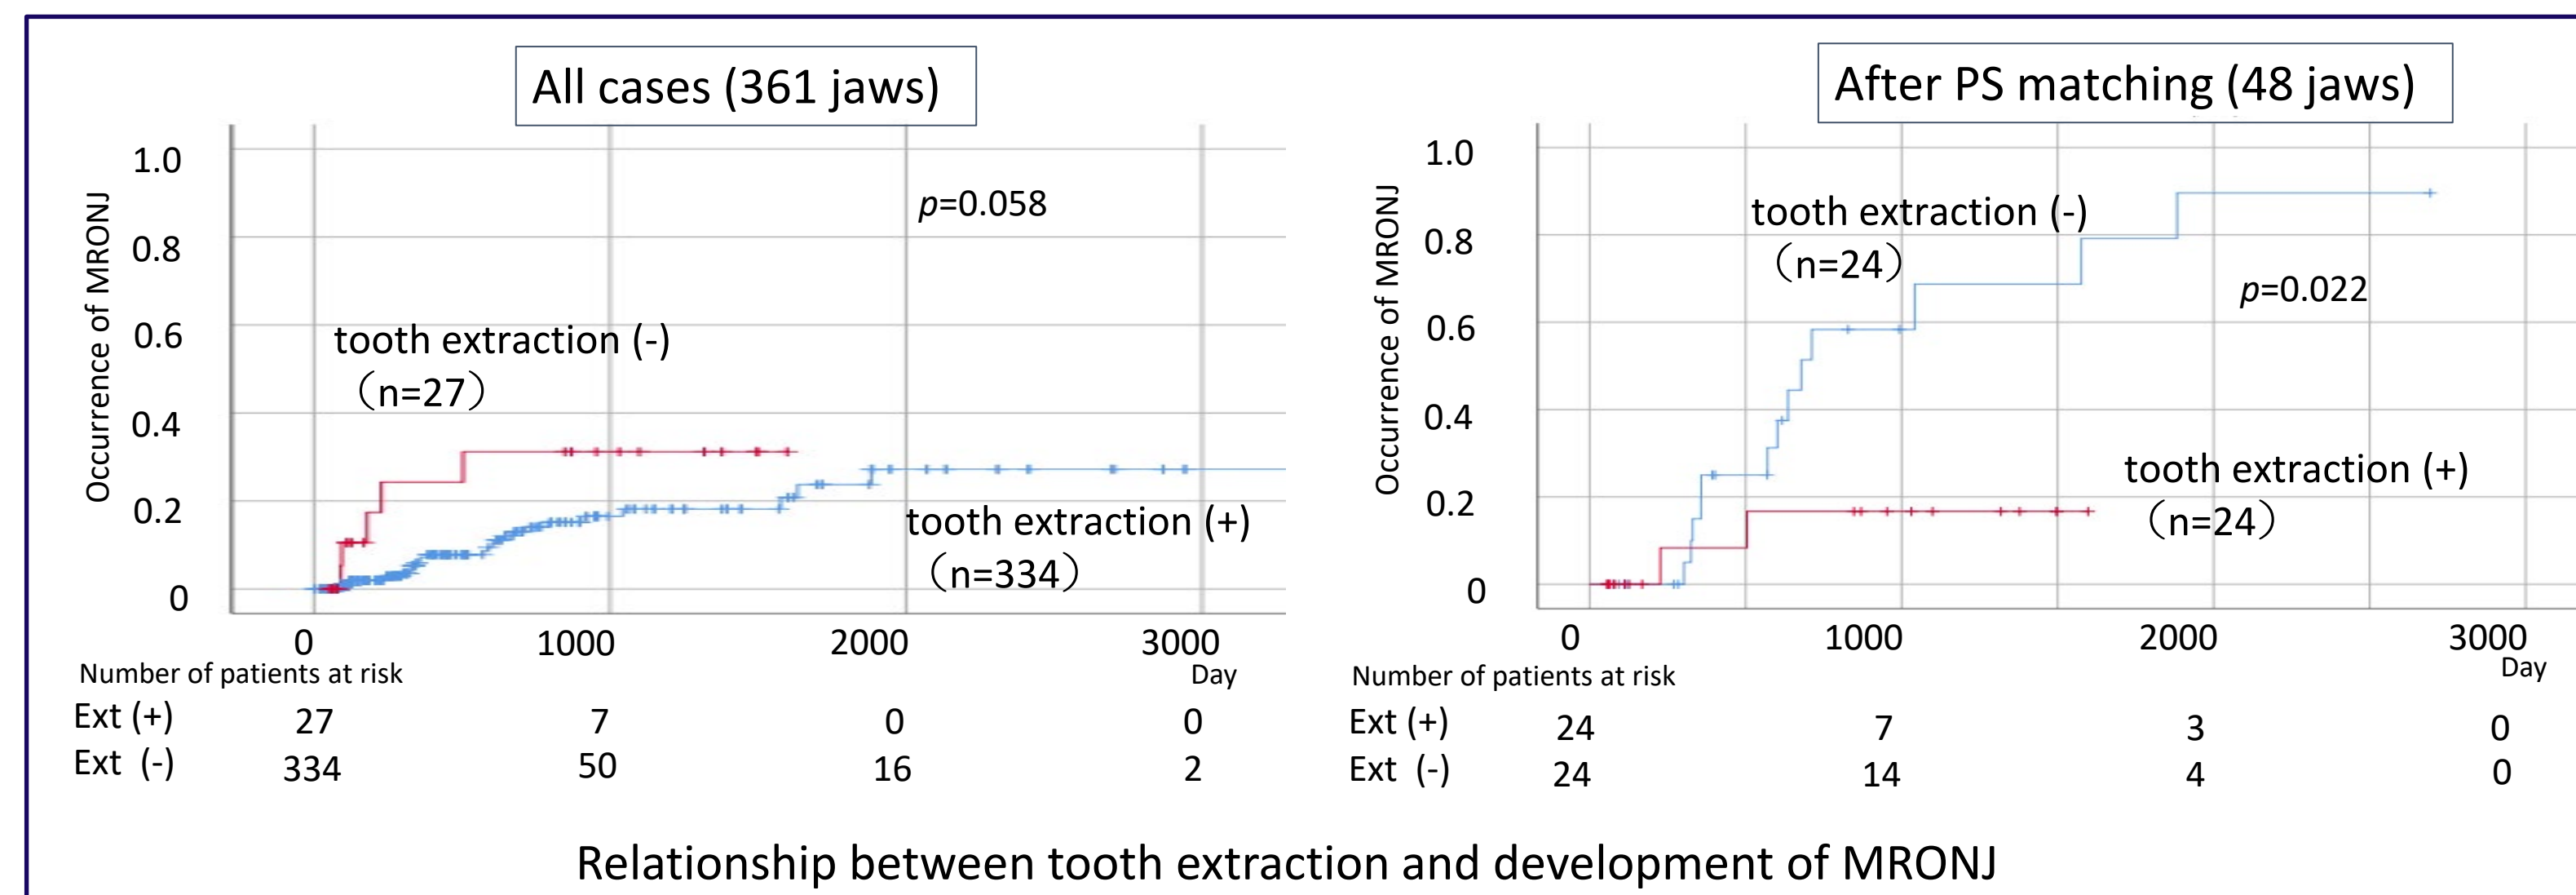 All cases (361 jaws)
1.0
0.8
0.6
0.4
0.2
0
Occurrence of MRONJ
p=0.058
tooth extraction (-)
（n=27）
tooth extraction (+)
（n=334）
0 1000 2000 3000
Day
Number of patients at risk
Ext (+) 27 7 0 0
Ext (-) 334 50 16 2
After PS matching (48 jaws)
1.0
0.8
0.6
0.4
0.2
0
Occurrence of MRONJ
tooth extraction (-)
（n=24）
p=0.022
tooth extraction (+)
（n=24）
0 1000 2000 3000
Day
Number of patients at risk
Ext (+) 24 7 3 0
Ext (-) 24 14 4 0
Relationship between tooth extraction and development of MRONJ